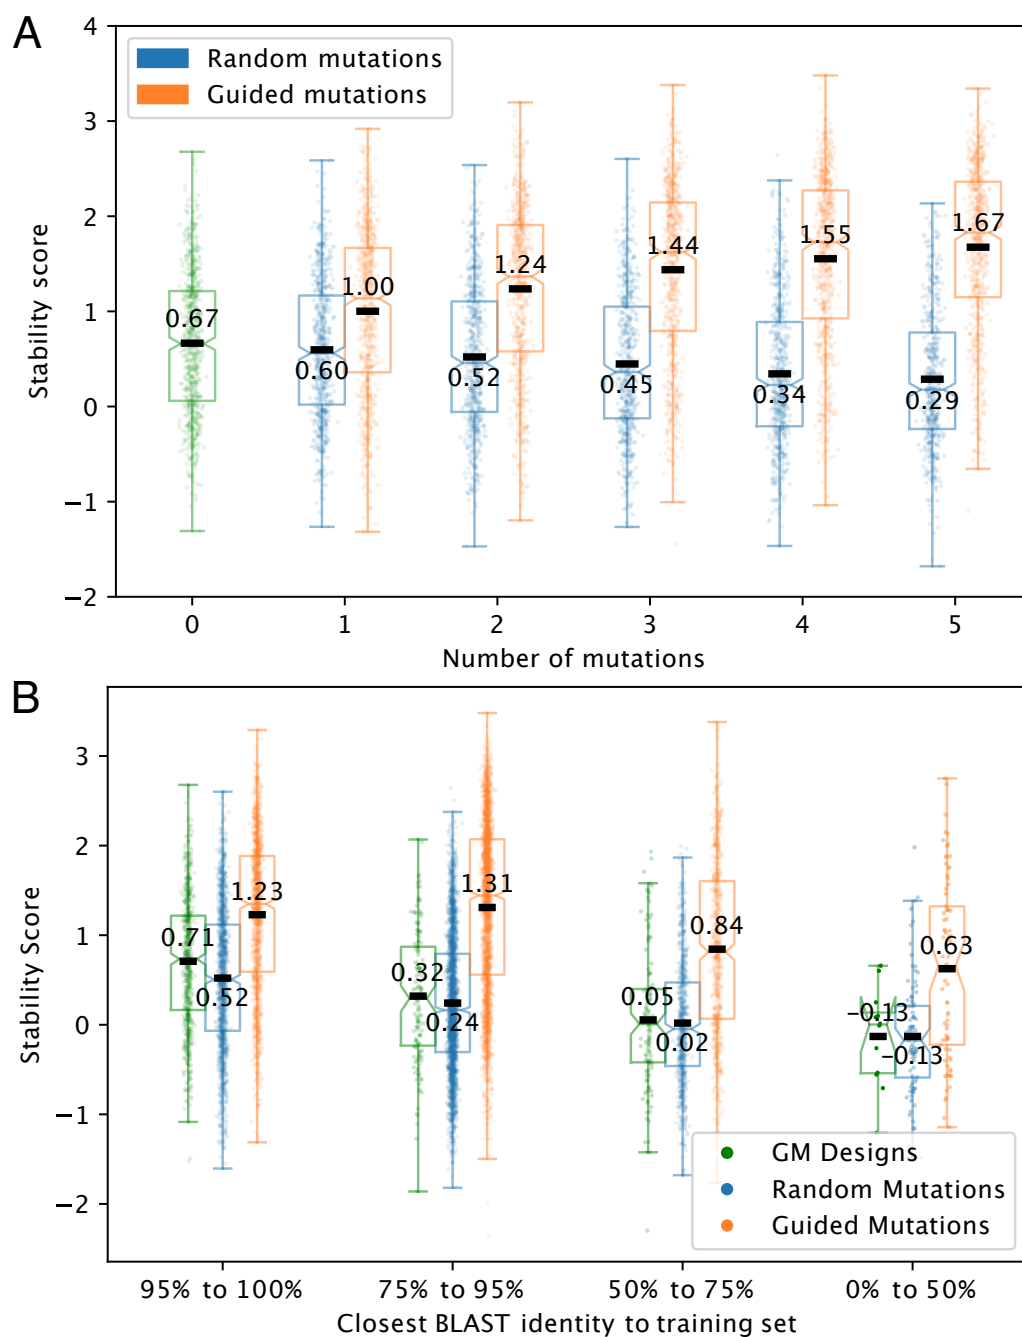 A
Random mutations
Guided mutations
Stability score
4
3
2
1
0
−1
−2
0.67
0.60
1.00
0.52
1.24
0.45
1.44
0.34
1.55
0.29
1.67
0 1 2 3 4 5
Number of mutations
B
Stability Score
3
2
1
0
−1
−2
0.71
0.52
1.23
0.32
0.24
1.31
0.05
0.02
0.84
−0.13
−0.13
0.63
GM Designs
Random Mutations
Guided Mutations
95% to 100% 75% to 95% 50% to 75% 0% to 50%
Closest BLAST identity to training set